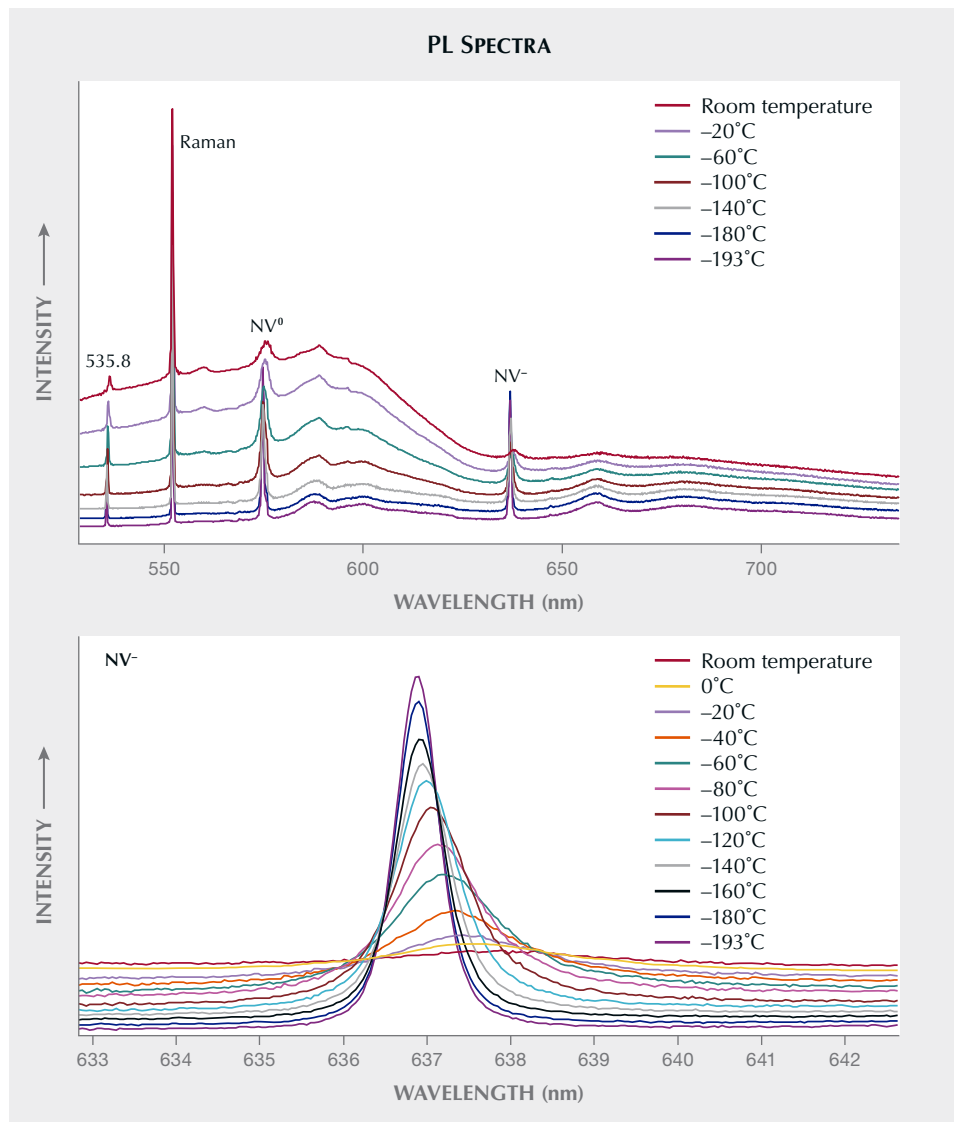 PL SPECTRA
Raman
535.8
NV⁰
NV⁻
Room temperature
–20˚C
–60˚C
–100˚C
–140˚C
–180˚C
–193˚C
INTENSITY
550 600 650 700
WAVELENGTH (nm)
NV⁻
Room temperature
0˚C
–20˚C
–40˚C
–60˚C
–80˚C
–100˚C
–120˚C
–140˚C
–160˚C
–180˚C
–193˚C
INTENSITY
633 634 635 636 637 638 639 640 641 642
WAVELENGTH (nm)